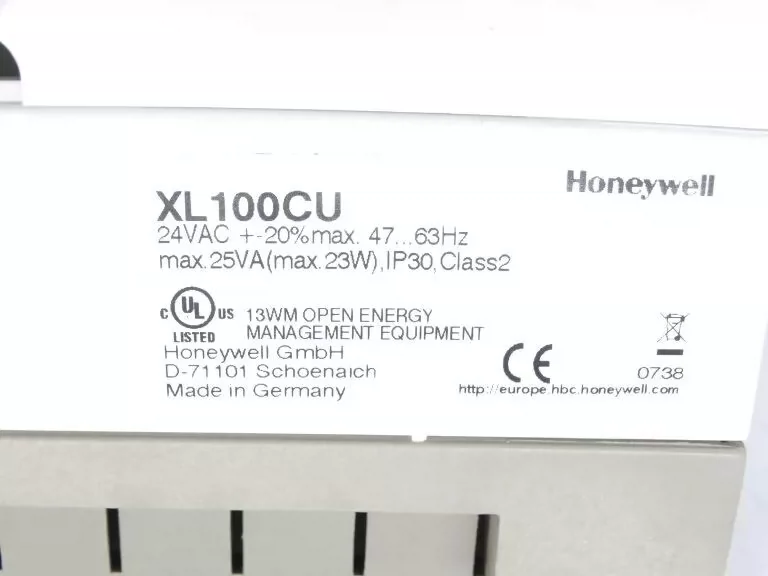 Honeywell
XL100CU
24VAC +-20%max. 47...63Hz
max.25VA(max.23W),IP30,Class2
C UL US 13WM OPEN ENERGY
LISTED MANAGEMENT EQUIPMENT
Honeywell GmbH
D-71101 Schoenaich
Made in Germany
CE
0738
http://europe.hbc.honeywell.com